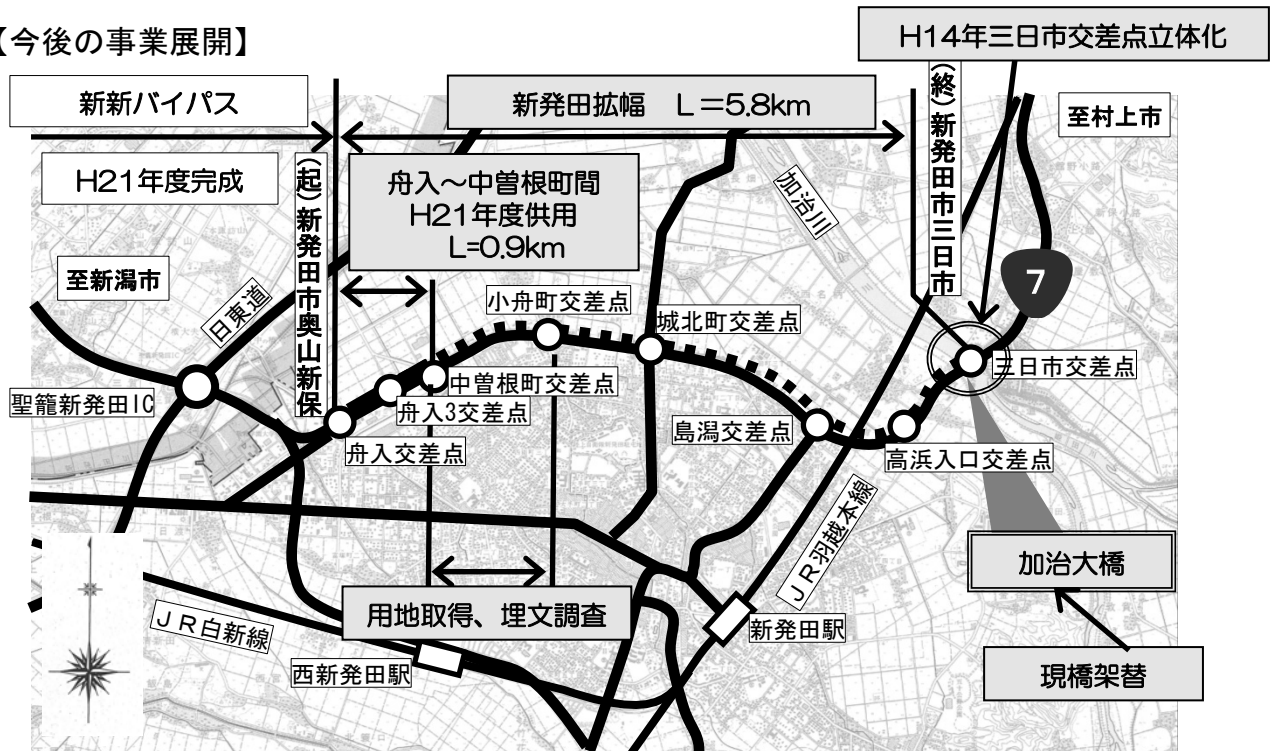 【今後の事業展開】
H14年三日市交差点立体化
新新バイパス
新発田拡幅 L=5.8km
(終)新発田市三日市
至村上市
H21年度完成
(起)新発田市奥山新保
舟入~中曽根町間
H21年度供用
L=0.9km
加治川
至新潟市
7
日東道
小舟町交差点
城北町交差点
三日市交差点
中曽根町交差点
聖籠新発田IC
舟入3交差点
島潟交差点
舟入交差点
高浜入口交差点
JR羽越本線
加治大橋
用地取得、埋文調査
JR白新線
新発田駅
西新発田駅
現橋架替